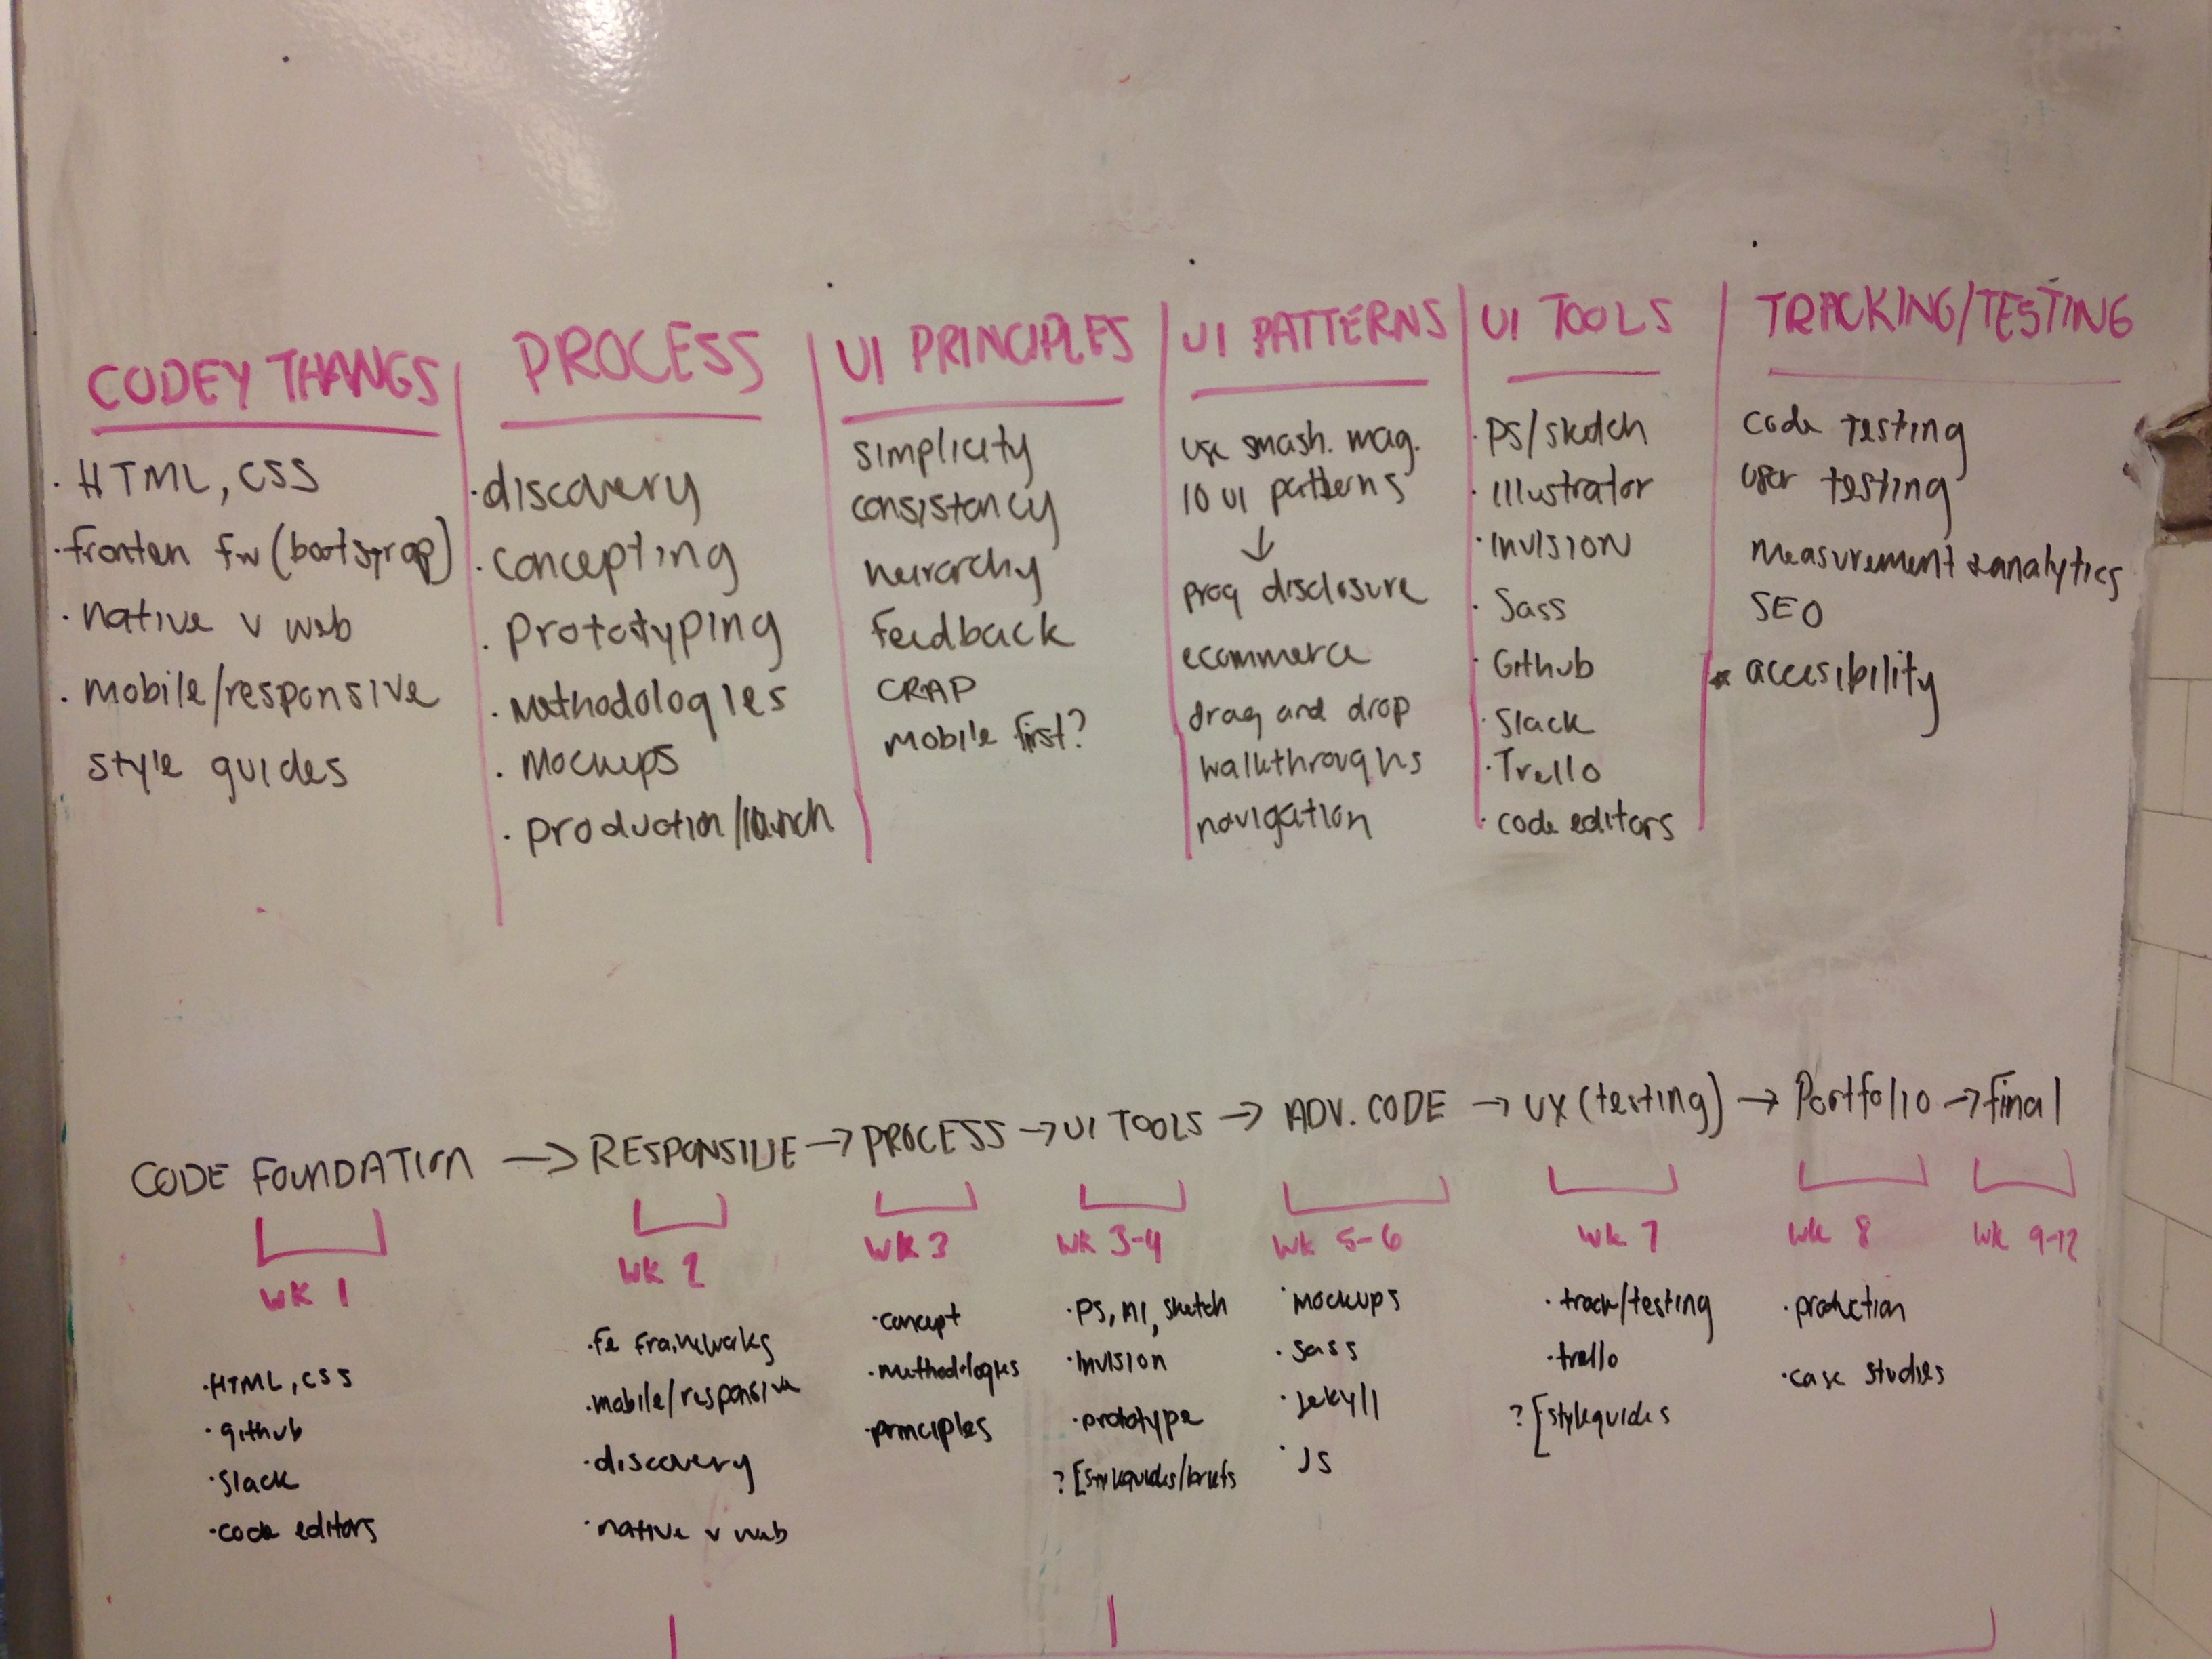 CODEY THANGS
· HTML, CSS
· fronten fw (bootstrap)
· native v web
· mobile/responsive
style guides
PROCESS
· discovery
· concepting
· prototyping
· methodologies
· mockups
· production/launch
UI PRINCIPLES
simplicity
consistancy
heirarchy
feedback
CRAP
mobile first?
UI PATTERNS
use smash. mag.
10 UI patterns
↓
prog disclosure
ecommerce
drag and drop
walkthroughs
navigation
UI TOOLS
· PS/sketch
· Illustrator
· Invision
· Sass
· Github
· Slack
· Trello
· code editors
TRACKING/TESTING
code testing
user testing
measurement & analytics
SEO
* accesibility
CODE FOUNDATION → RESPONSIVE → PROCESS → UI TOOLS → ADV. CODE → UX (testing) → Portfolio → final
WK 1
· HTML, CSS
· github
· slack
· code editors
WK 2
· fe frameworks
· mobile/responsive
· discovery
· native v web
WK 3
· concept
· methodologies
· principles
WK 3-4
· PS, AI, sketch
· Invision
· prototype
? [styleguides/briefs
WK 5-6
· mockups
· sass
· Jekyll
· JS
WK 7
· track/testing
· trello
? [styleguides
WK 8
· production
· case studies
WK 9-12